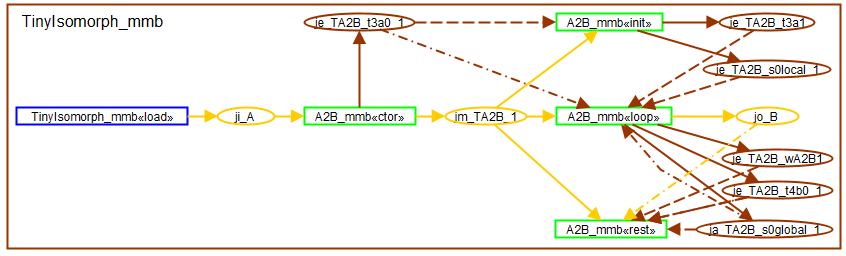 TinyIsomorph_mmb
je_TA2B_t3a0_1
A2B_mmb«init»
je_TA2B_t3a1
je_TA2B_s0local_1
TinyIsomorph_mmb«load»
ji_A
A2B_mmb«ctor»
im_TA2B_1
A2B_mmb«loop»
jo_B
je_TA2B_wA2B1
je_TA2B_t4b0_1
A2B_mmb«rest»
ja_TA2B_s0global_1